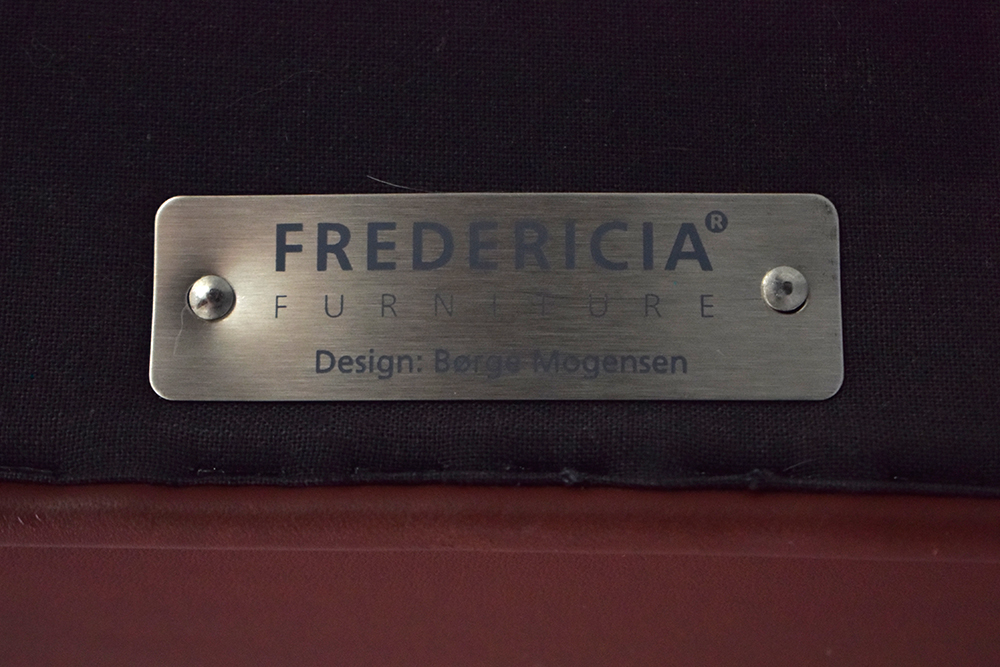 FREDERICIA®
FURNITURE
Design: Børge Mogensen